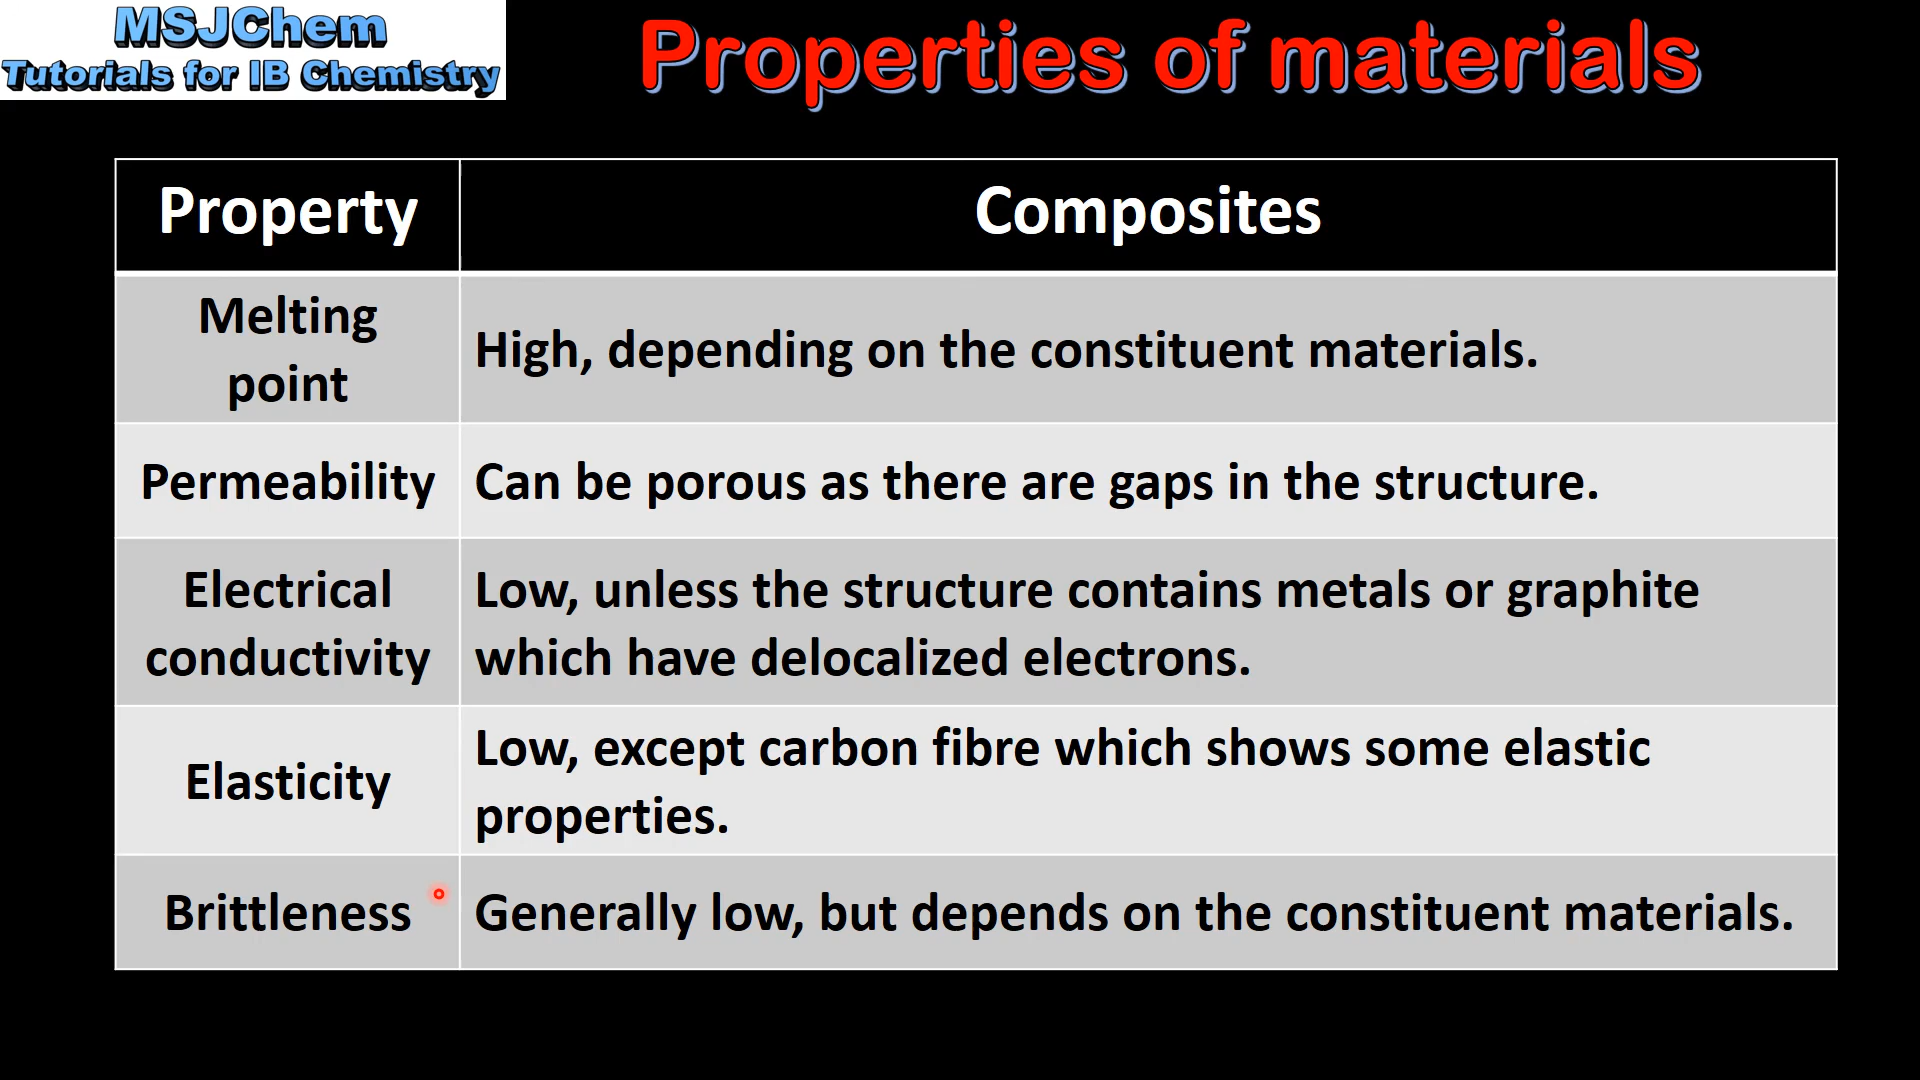 MSJChem
Tutorials for IB Chemistry
Properties of materials
Property
Composites
Melting
point
High, depending on the constituent materials.
Permeability
Can be porous as there are gaps in the structure.
Electrical
conductivity
Low, unless the structure contains metals or graphite
which have delocalized electrons.
Elasticity
Low, except carbon fibre which shows some elastic
properties.
Brittleness
Generally low, but depends on the constituent materials.